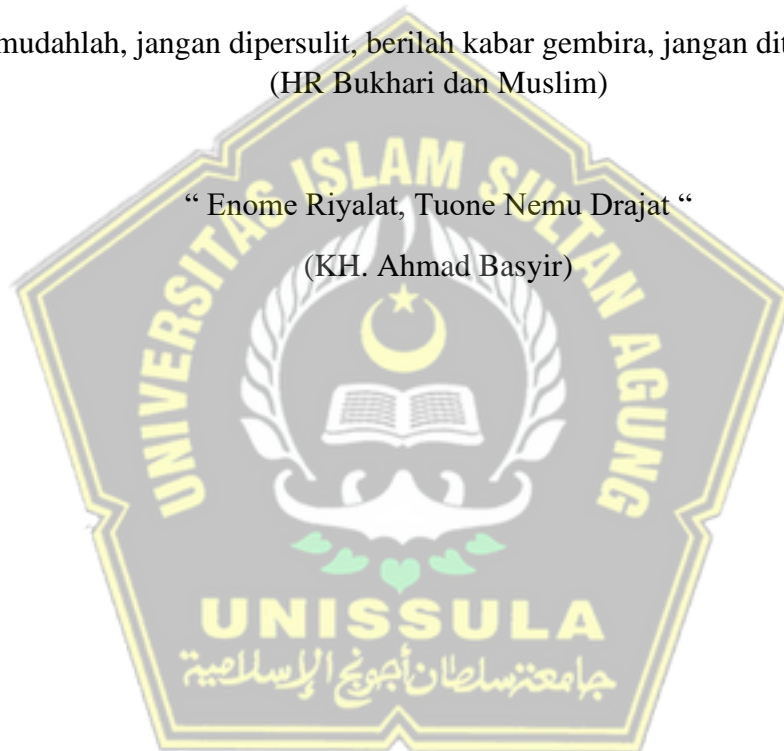 mudahlah, jangan dipersulit, berilah kabar gembira, jangan dit
(HR Bukhari dan Muslim)
“ Enome Riyalat, Tuone Nemu Drajat “
(KH. Ahmad Basyir)
UNIVERSITAS ISLAM SULTAN AGUNG
UNISSULA
جامعة سلطان أجونج الإسلامية